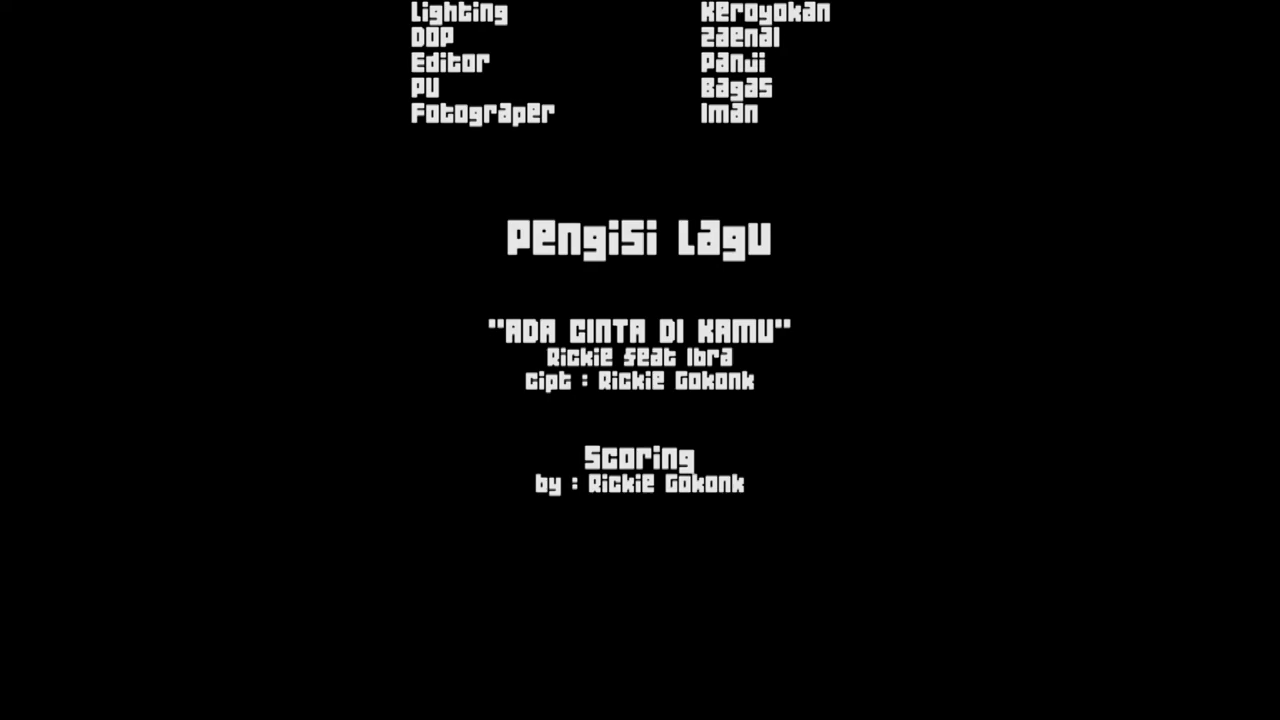 Lighting Keroyokan
DOP Zaenal
Editor Panji
PU Bagas
Fotograper Iman
Pengisi Lagu
"ADA CINTA DI KAMU"
Rickie feat Ibra
Cipt : Rickie Gokonk
Scoring
by : Rickie Gokonk